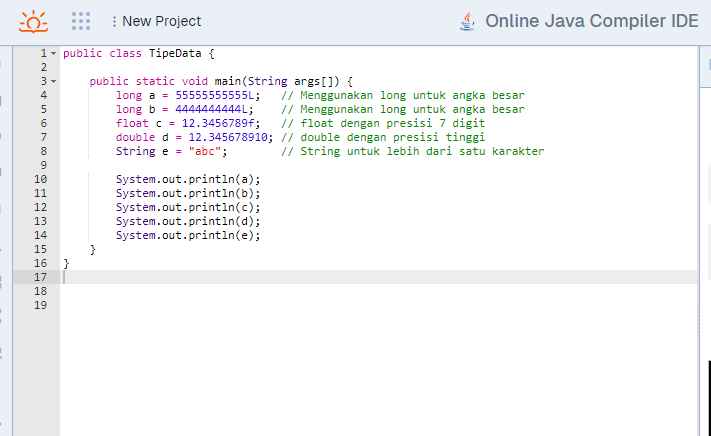 New Project
Online Java Compiler IDE
1 public class TipeData {
2
3     public static void main(String args[]) {
4         long a = 55555555555L;   // Menggunakan long untuk angka besar
5         long b = 4444444444L;    // Menggunakan long untuk angka besar
6         float c = 12.3456789f;   // float dengan presisi 7 digit
7         double d = 12.345678910; // double dengan presisi tinggi
8         String e = "abc";        // String untuk lebih dari satu karakter
9
10         System.out.println(a);
11         System.out.println(b);
12         System.out.println(c);
13         System.out.println(d);
14         System.out.println(e);
15     }
16 }
17
18
19